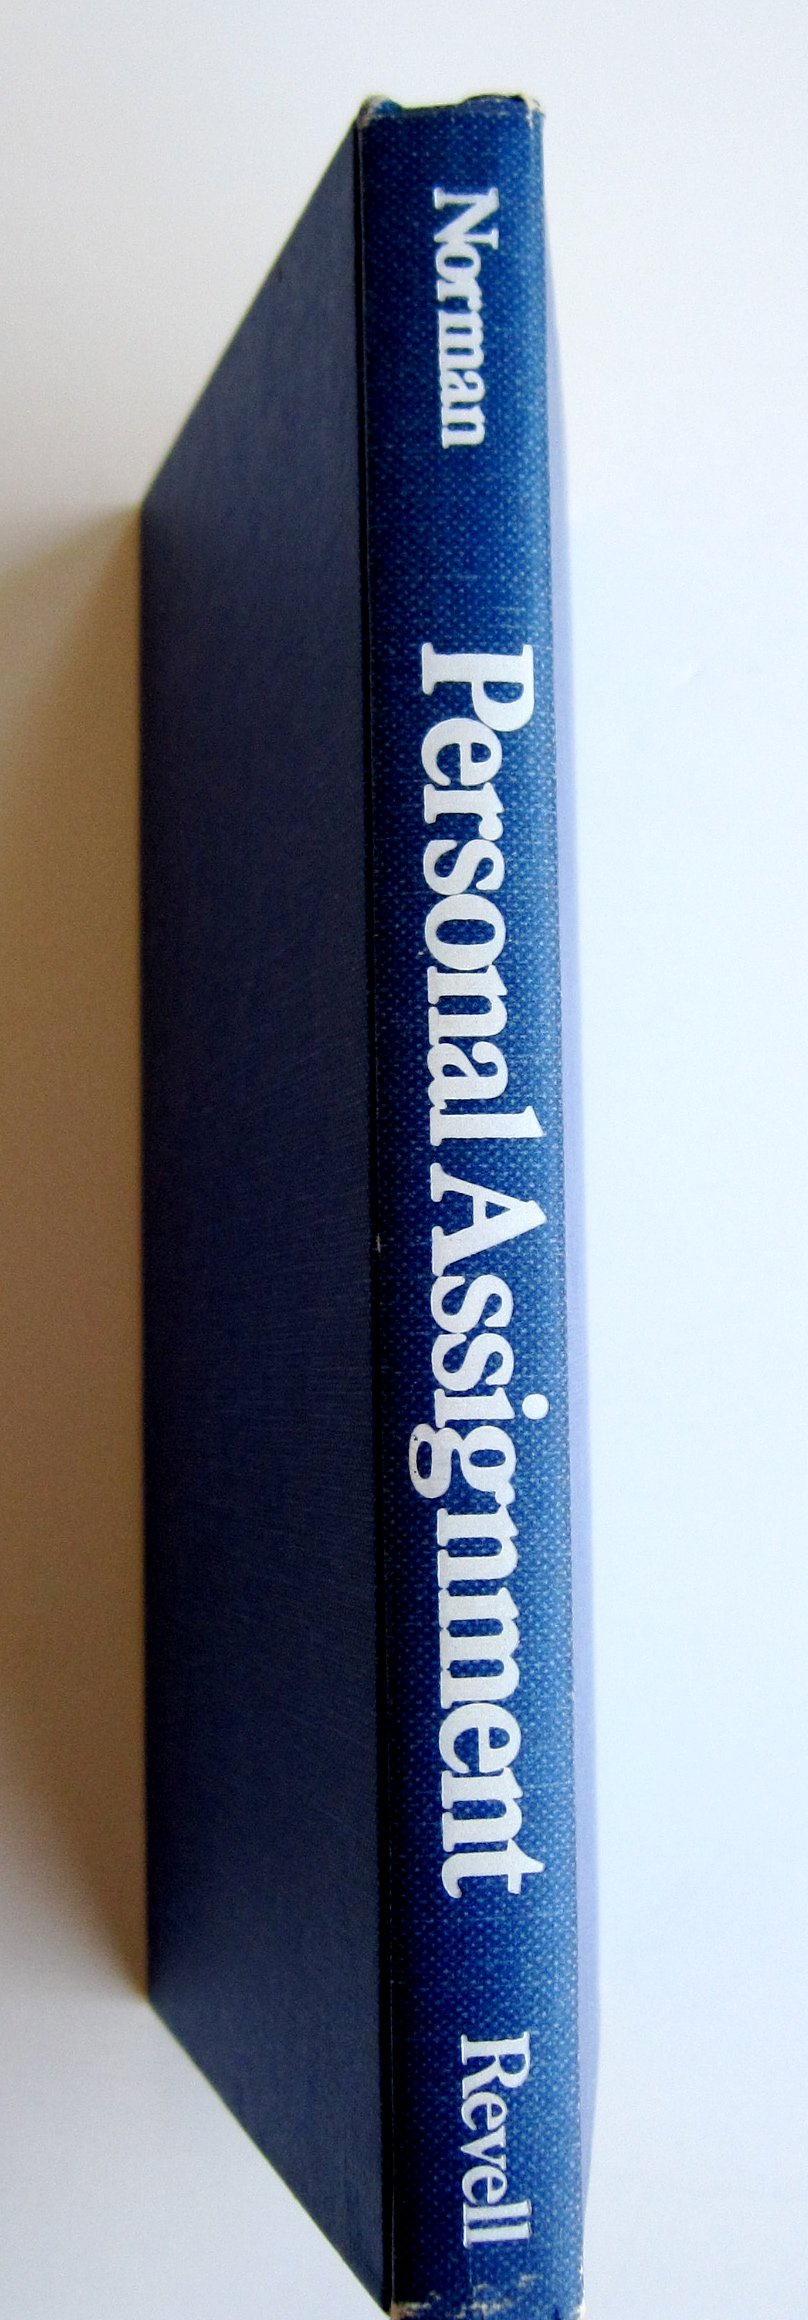 Norman
Personal Assignment
Revell